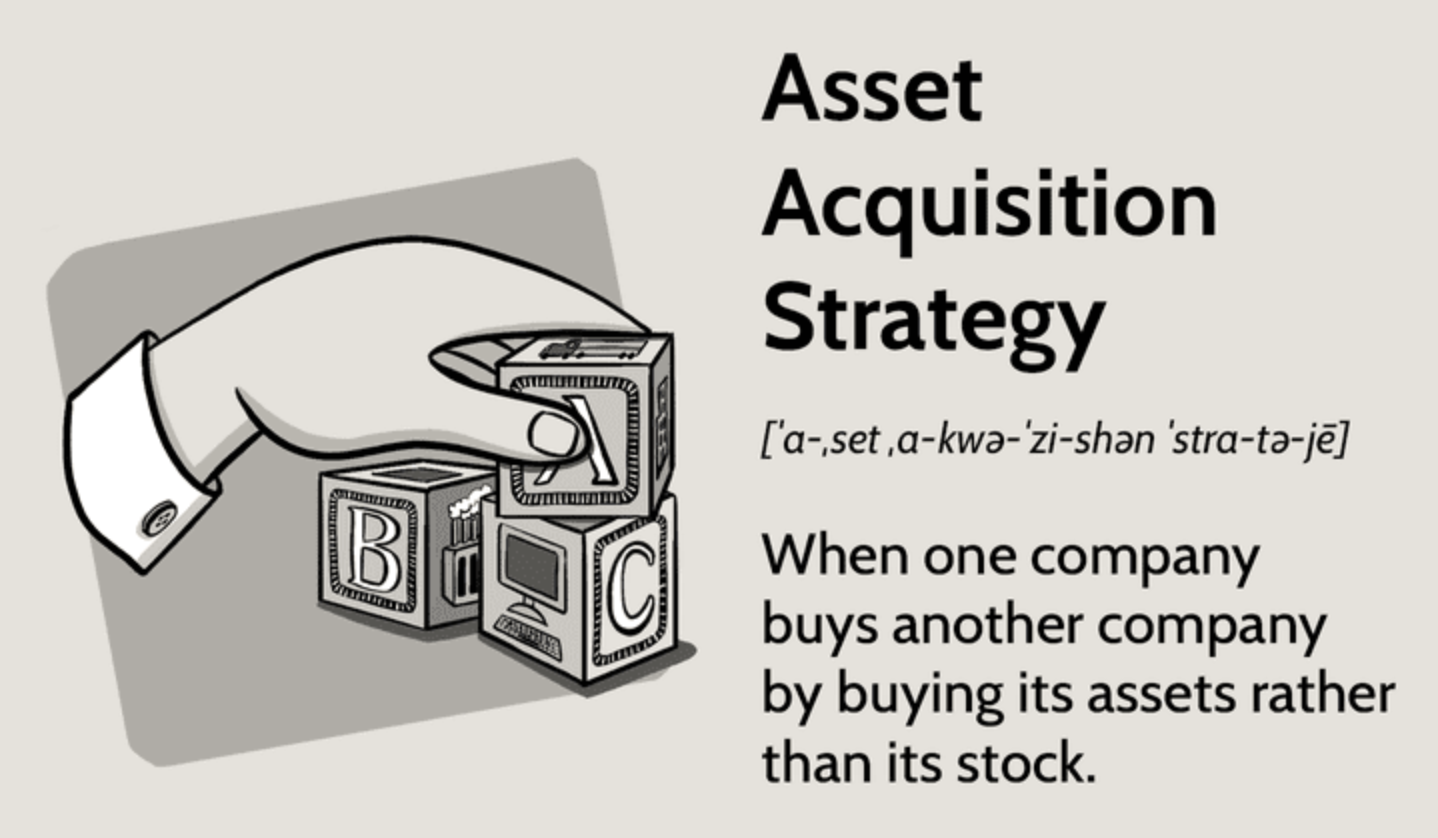 Asset
Acquisition
Strategy
[ˈa-ˌset ˌa-kwə-ˈzi-shən ˈstra-tə-jē]
When one company
buys another company
by buying its assets rather
than its stock.
A
B
C